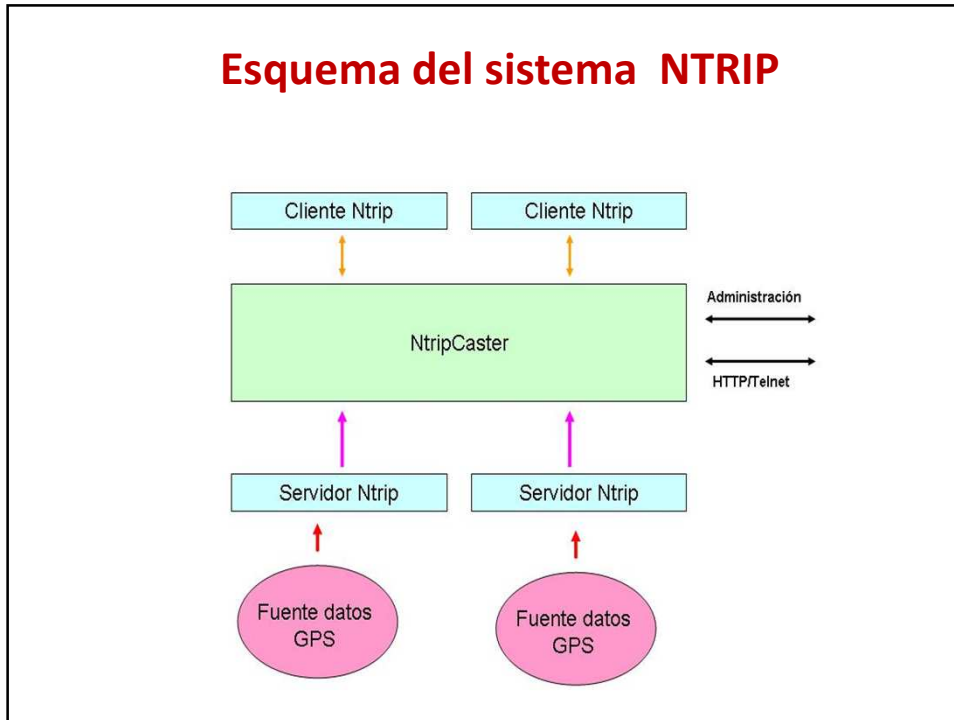 Esquema del sistema NTRIP
Cliente Ntrip
Cliente Ntrip
NtripCaster
Administración
HTTP/Telnet
Servidor Ntrip
Servidor Ntrip
Fuente datos
GPS
Fuente datos
GPS